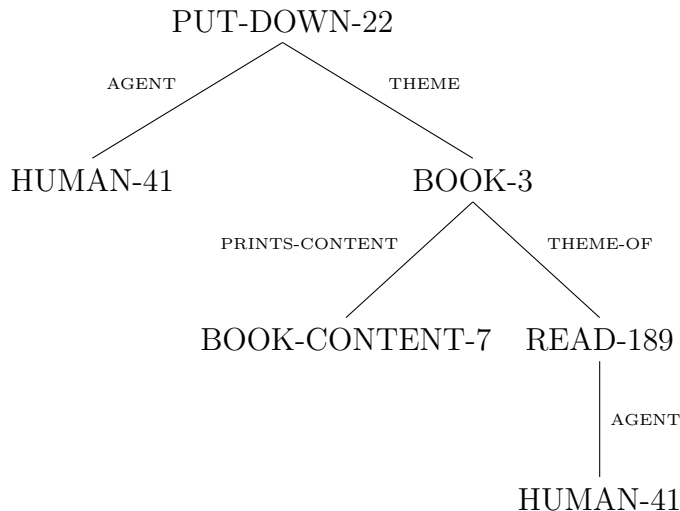 PUT-DOWN-22
AGENT THEME
HUMAN-41 BOOK-3
PRINTS-CONTENT THEME-OF
BOOK-CONTENT-7 READ-189
AGENT
HUMAN-41